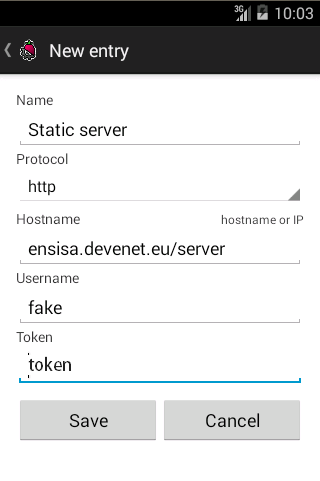 3G 10:03
New entry
Name
Static server
Protocol
http
Hostname hostname or IP
ensisa.devenet.eu/server
Username
fake
Token
token
Save Cancel